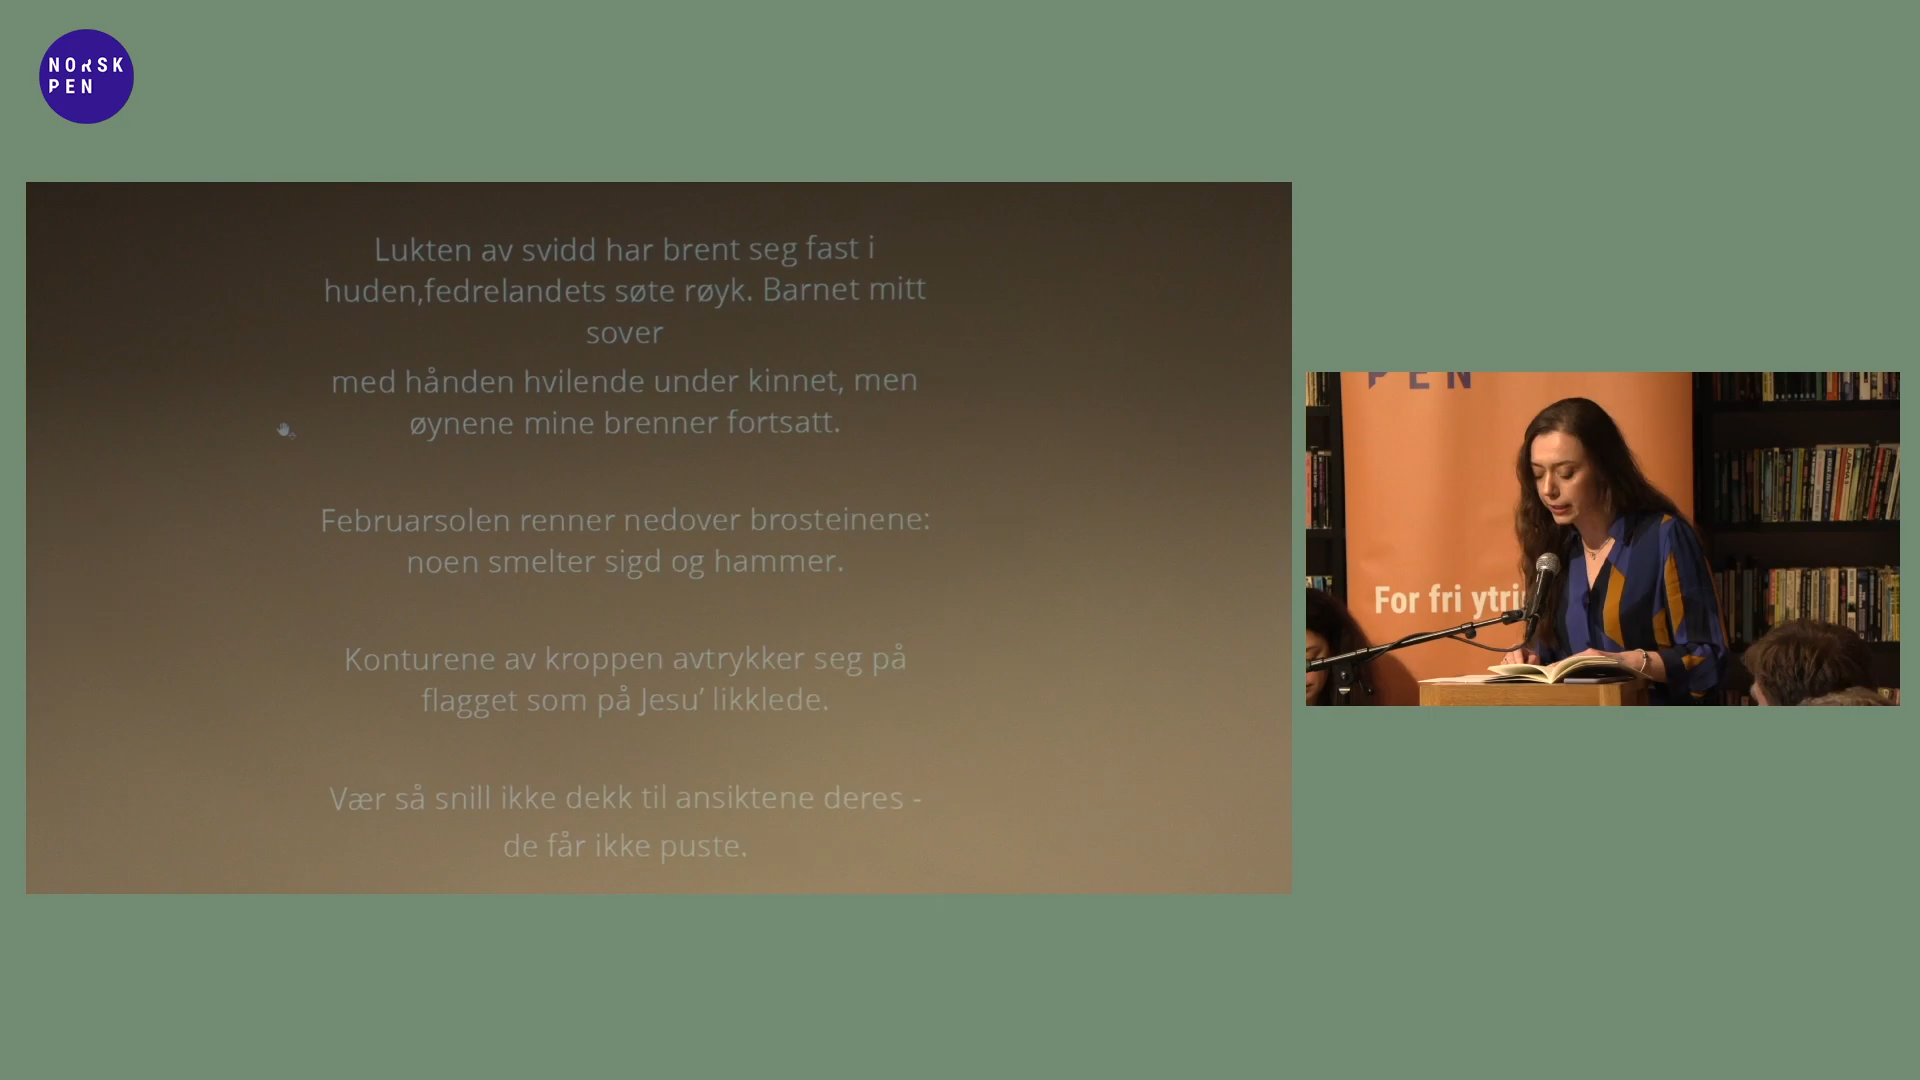 NORSK
PEN
Lukten av svidd har brent seg fast i
huden,fedrelandets søte røyk. Barnet mitt
sover
med hånden hvilende under kinnet, men
øynene mine brenner fortsatt.
Februarsolen renner nedover brosteinene:
noen smelter sigd og hammer.
Konturene av kroppen avtrykker seg på
flagget som på Jesu’ likklede.
Vær så snill ikke dekk til ansiktene deres -
de får ikke puste.
PEN
For fri ytri